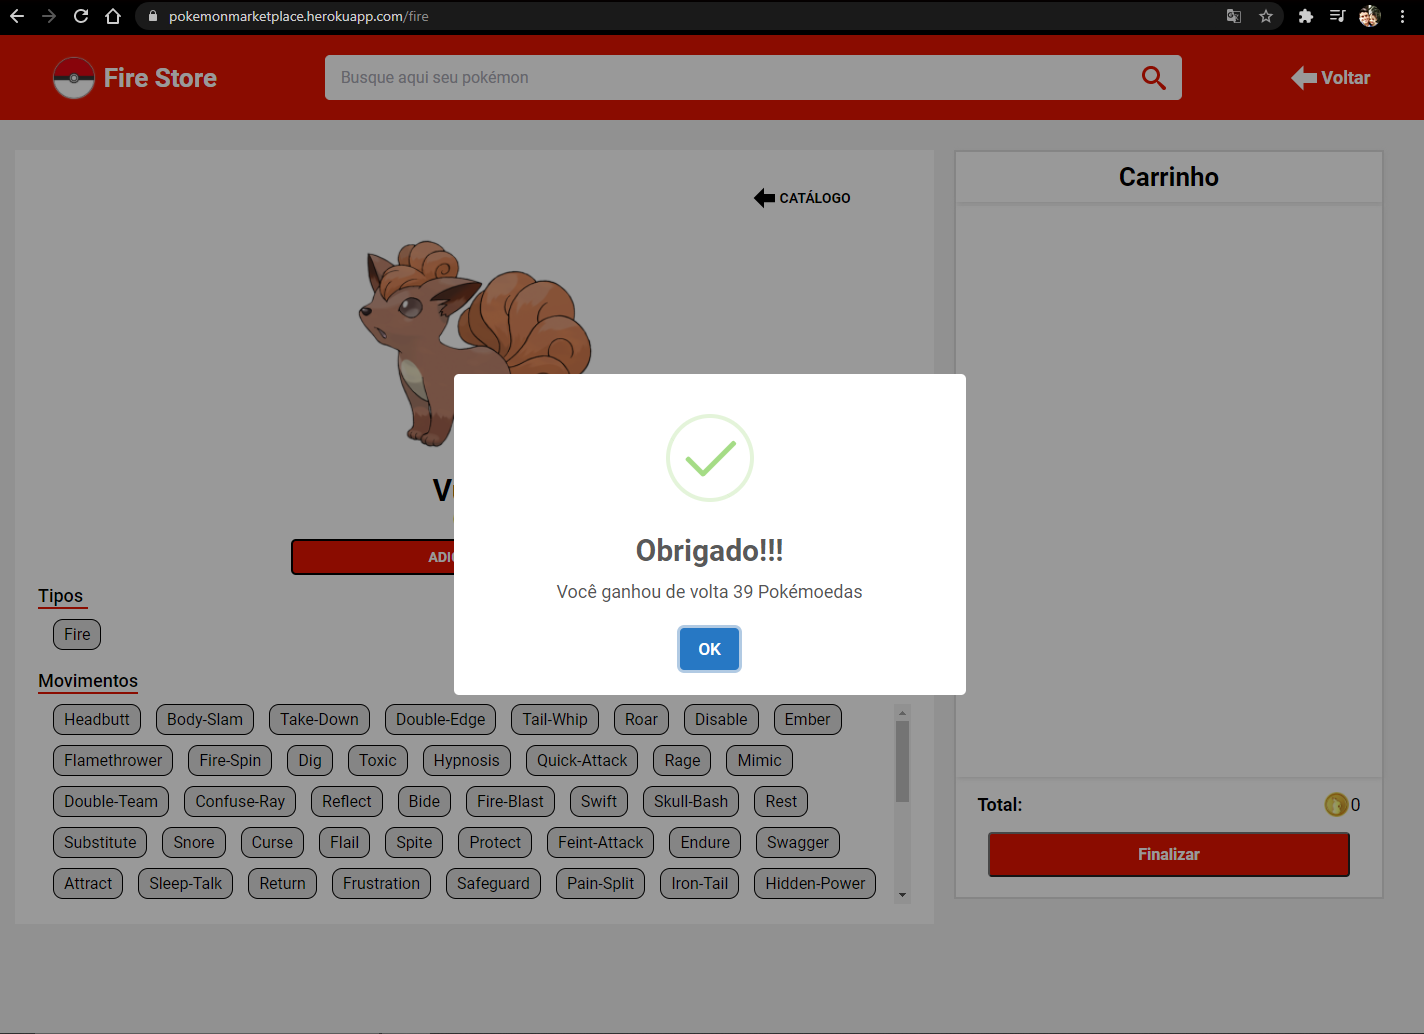 pokemonmarketplace.herokuapp.com/fire
Fire Store
Busque aqui seu pokémon
Voltar
CATÁLOGO
Carrinho
Obrigado!!!
Você ganhou de volta 39 Pokémoedas
OK
Tipos
Fire
Movimentos
Headbutt Body-Slam Take-Down Double-Edge Tail-Whip Roar Disable Ember
Flamethrower Fire-Spin Dig Toxic Hypnosis Quick-Attack Rage Mimic
Double-Team Confuse-Ray Reflect Bide Fire-Blast Swift Skull-Bash Rest
Substitute Snore Curse Flail Spite Protect Feint-Attack Endure Swagger
Attract Sleep-Talk Return Frustration Safeguard Pain-Split Iron-Tail Hidden-Power
Total: 0
Finalizar